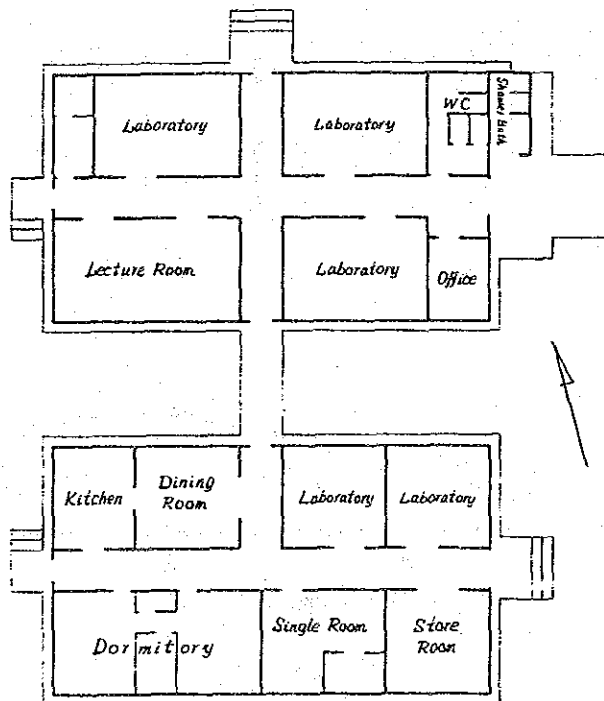 Laboratory
Laboratory
WC
Shower Bath
Lecture Room
Laboratory
Office
Kitchen
Dining
Room
Laboratory
Laboratory
Dormitory
Single Room
Store
Room